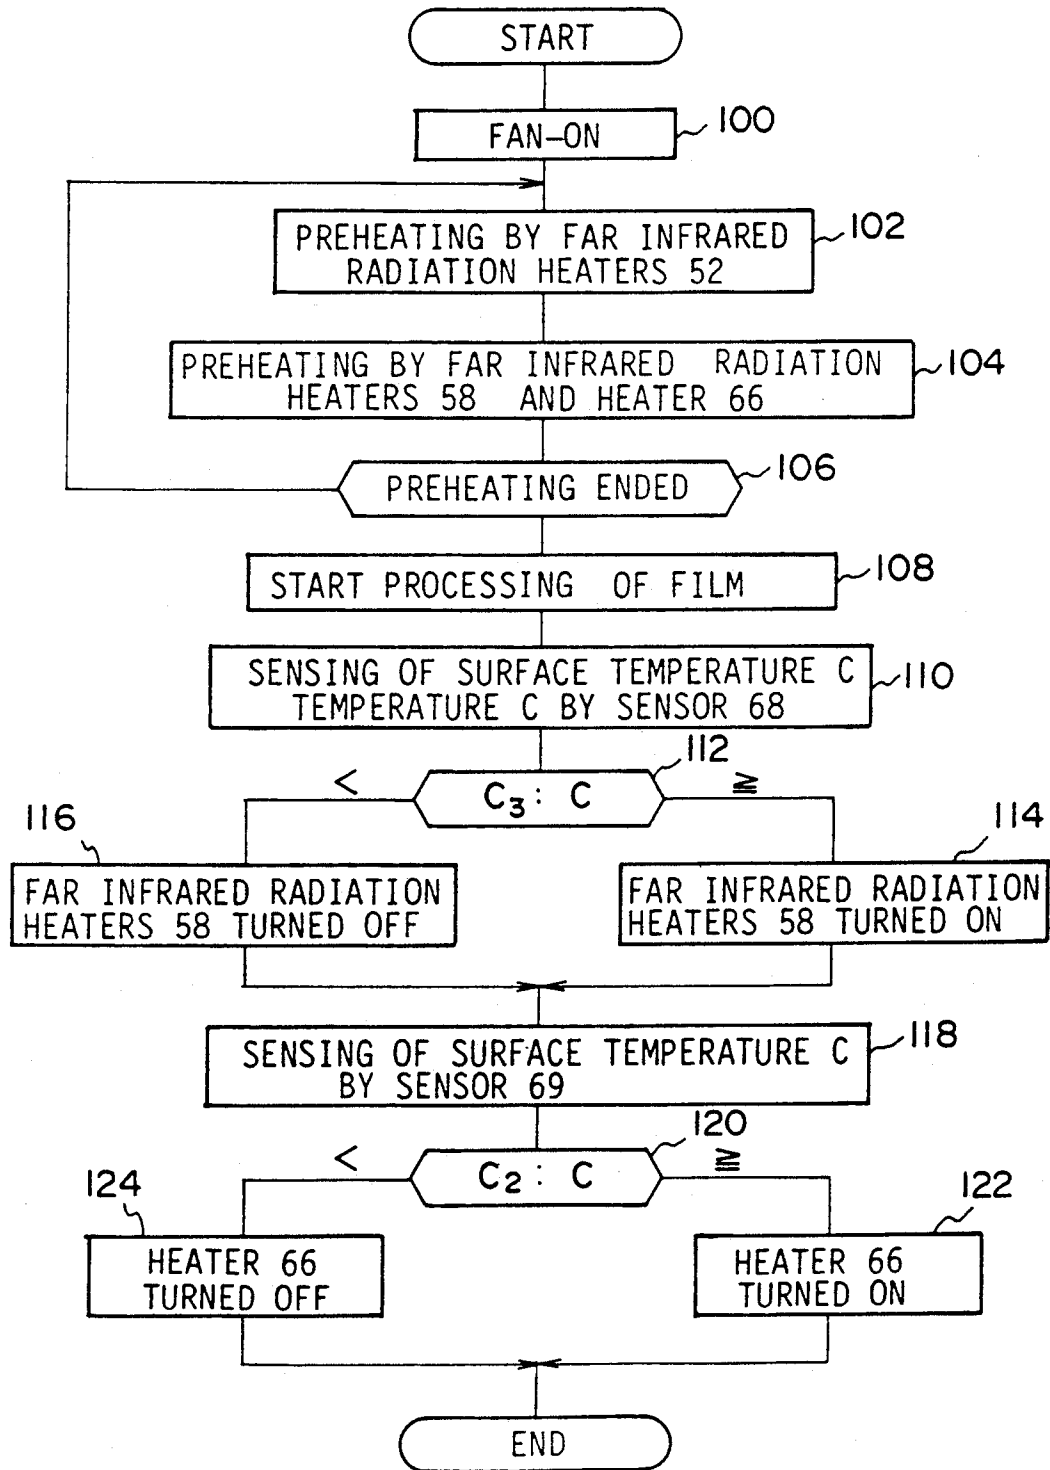 START
FAN-ON
100
PREHEATING BY FAR INFRARED
RADIATION HEATERS 52
102
PREHEATING BY FAR INFRARED RADIATION
HEATERS 58 AND HEATER 66
104
PREHEATING ENDED
106
START PROCESSING OF FILM
108
SENSING OF SURFACE TEMPERATURE C
TEMPERATURE C BY SENSOR 68
110
112
<
C₃: C
≧
116
114
FAR INFRARED RADIATION
HEATERS 58 TURNED OFF
FAR INFRARED RADIATION
HEATERS 58 TURNED ON
SENSING OF SURFACE TEMPERATURE C
BY SENSOR 69
118
120
<
C₂: C
≧
124
122
HEATER 66
TURNED OFF
HEATER 66
TURNED ON
END